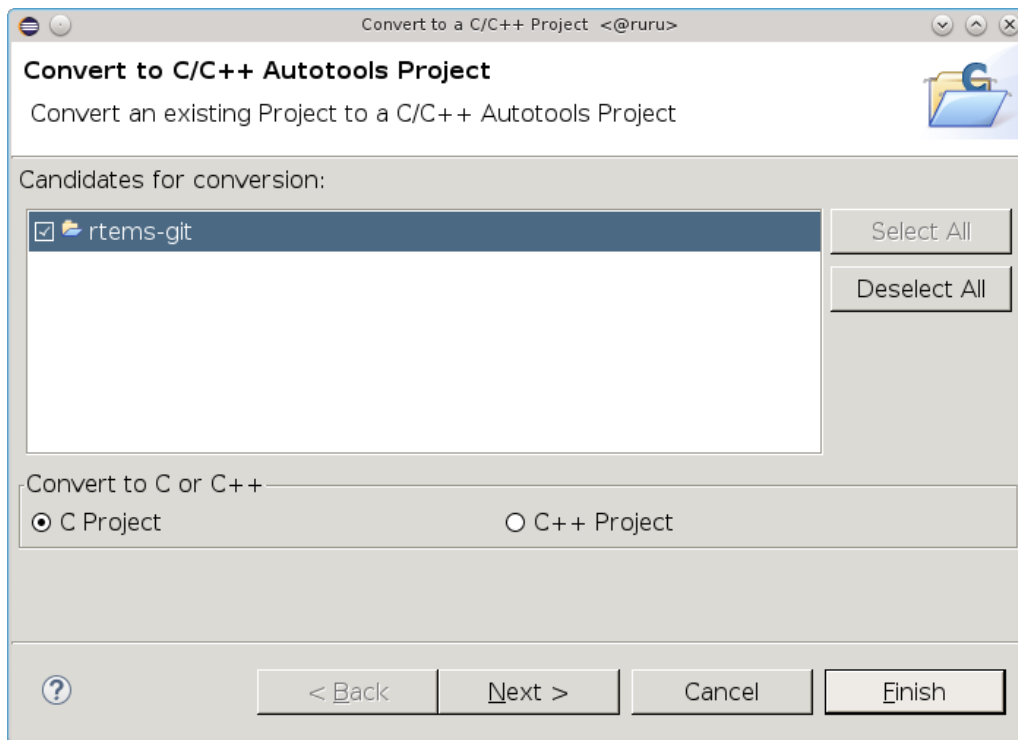 Convert to a C/C++ Project <@ruru>
Convert to C/C++ Autotools Project
Convert an existing Project to a C/C++ Autotools Project
C
Candidates for conversion:
rtems-git
Select All
Deselect All
Convert to C or C++
C Project
C++ Project
?
< Back
Next >
Cancel
Finish